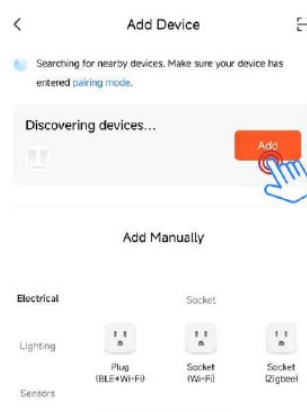 Add Device
Searching for nearby devices. Make sure your device has
entered pairing mode.
Discovering devices...
Add
Add Manually
Electrical
Socket
Lighting
Plug
(BLE+Wi-Fi)
Socket
(Wi-Fi)
Socket
(Zigbee)
Sensors